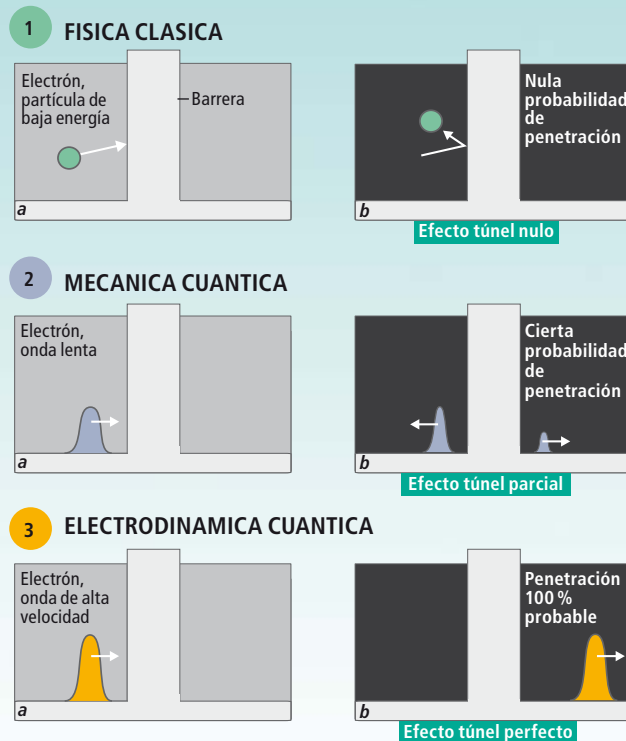 1 FISICA CLASICA
Electrón,
partícula de
baja energía
Barrera
a
Nula
probabilidad
de
penetración
b
Efecto túnel nulo
2 MECANICA CUANTICA
Electrón,
onda lenta
a
Cierta
probabilidad
de
penetración
b
Efecto túnel parcial
3 ELECTRODINAMICA CUANTICA
Electrón,
onda de alta
velocidad
a
Penetración
100 %
probable
b
Efecto túnel perfecto